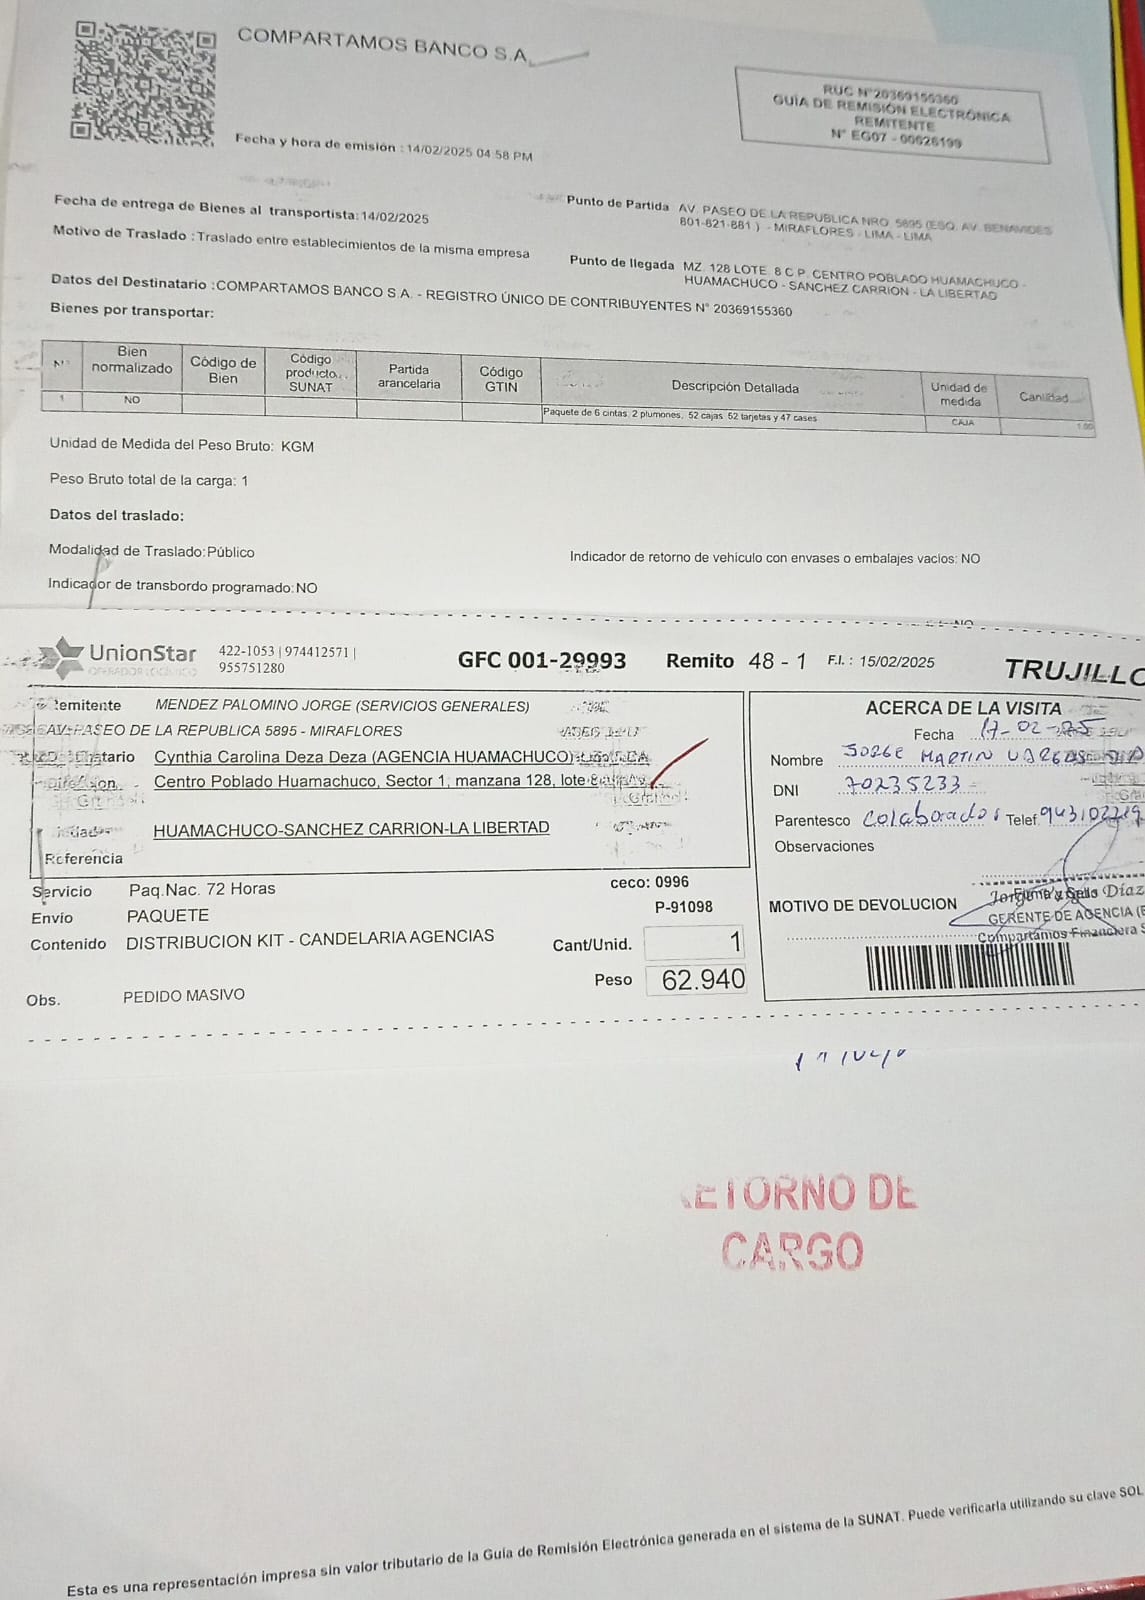 COMPARTAMOS BANCO S.A.
RUC N° 20369155360
GUÍA DE REMISIÓN ELECTRÓNICA
REMITENTE
N° EG07 - 00026199
Fecha y hora de emisión : 14/02/2025 04:58 PM
Fecha de entrega de Bienes al transportista: 14/02/2025
Punto de Partida AV. PASEO DE LA REPUBLICA NRO. 5895 (ESQ. AV. BENAVIDES
801-821-881 ) - MIRAFLORES - LIMA - LIMA
Motivo de Traslado : Traslado entre establecimientos de la misma empresa
Punto de llegada MZ. 128 LOTE. 8 C.P. CENTRO POBLADO HUAMACHUCO -
HUAMACHUCO - SANCHEZ CARRION - LA LIBERTAD
Datos del Destinatario : COMPARTAMOS BANCO S.A. - REGISTRO ÚNICO DE CONTRIBUYENTES N° 20369155360
Bienes por transportar:
N° Bien normalizado Código de Bien Código producto SUNAT Partida arancelaria Código GTIN Descripción Detallada Unidad de medida Cantidad
1 NO Paquete de 6 cintas, 2 plumones, 52 cajas, 52 tarjetas y 47 cases CAJA 1.00
Unidad de Medida del Peso Bruto: KGM
Peso Bruto total de la carga: 1
Datos del traslado:
Modalidad de Traslado: Público
Indicador de retorno de vehículo con envases o embalajes vacíos: NO
Indicador de transbordo programado: NO
UnionStar
OPERADOR LOGÍSTICO
422-1053 | 974412571 |
955751280
GFC 001-29993
Remito 48 - 1
F.I. : 15/02/2025
TRUJILLO
Remitente MENDEZ PALOMINO JORGE (SERVICIOS GENERALES)
AV. PASEO DE LA REPUBLICA 5895 - MIRAFLORES
Cynthia Carolina Deza Deza (AGENCIA HUAMACHUCO)
Centro Poblado Huamachuco, Sector 1, manzana 128, lote 8
HUAMACHUCO-SANCHEZ CARRION-LA LIBERTAD
Referencia
ACERCA DE LA VISITA
Fecha 17-02-25
Nombre JORGE MARTIN
DNI 70235233
Parentesco Colaborador Telef.
Observaciones
Firma y Sello
Díaz
GERENTE DE AGENCIA
Compartamos Financiera S
MOTIVO DE DEVOLUCION
Servicio Paq.Nac. 72 Horas
ceco: 0996
Envío PAQUETE
P-91098
Contenido DISTRIBUCION KIT - CANDELARIA AGENCIAS
Cant/Unid. 1
Peso 62.940
Obs. PEDIDO MASIVO
RETORNO DE
CARGO
Esta es una representación impresa sin valor tributario de la Guía de Remisión Electrónica generada en el sistema de la SUNAT. Puede verificarla utilizando su clave SOL